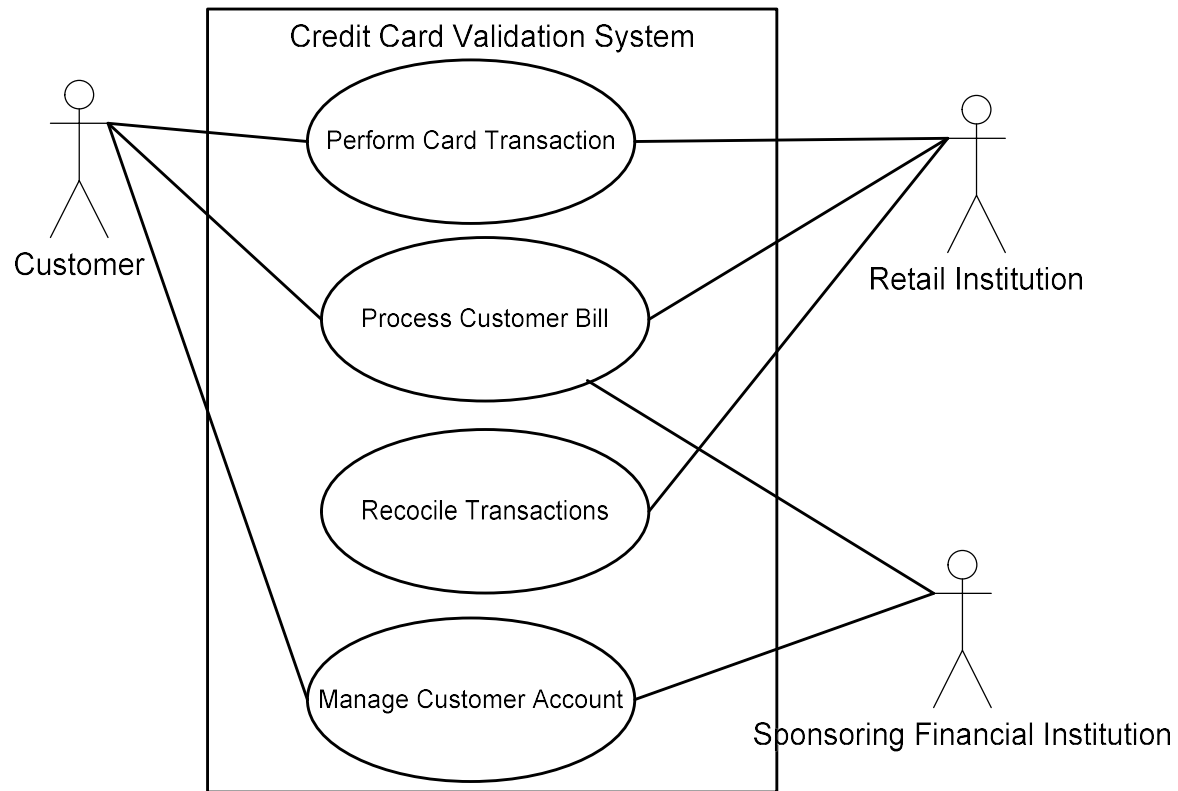 Credit Card Validation System
Perform Card Transaction
Customer
Retail Institution
Process Customer Bill
Recocile Transactions
Manage Customer Account
Sponsoring Financial Institution